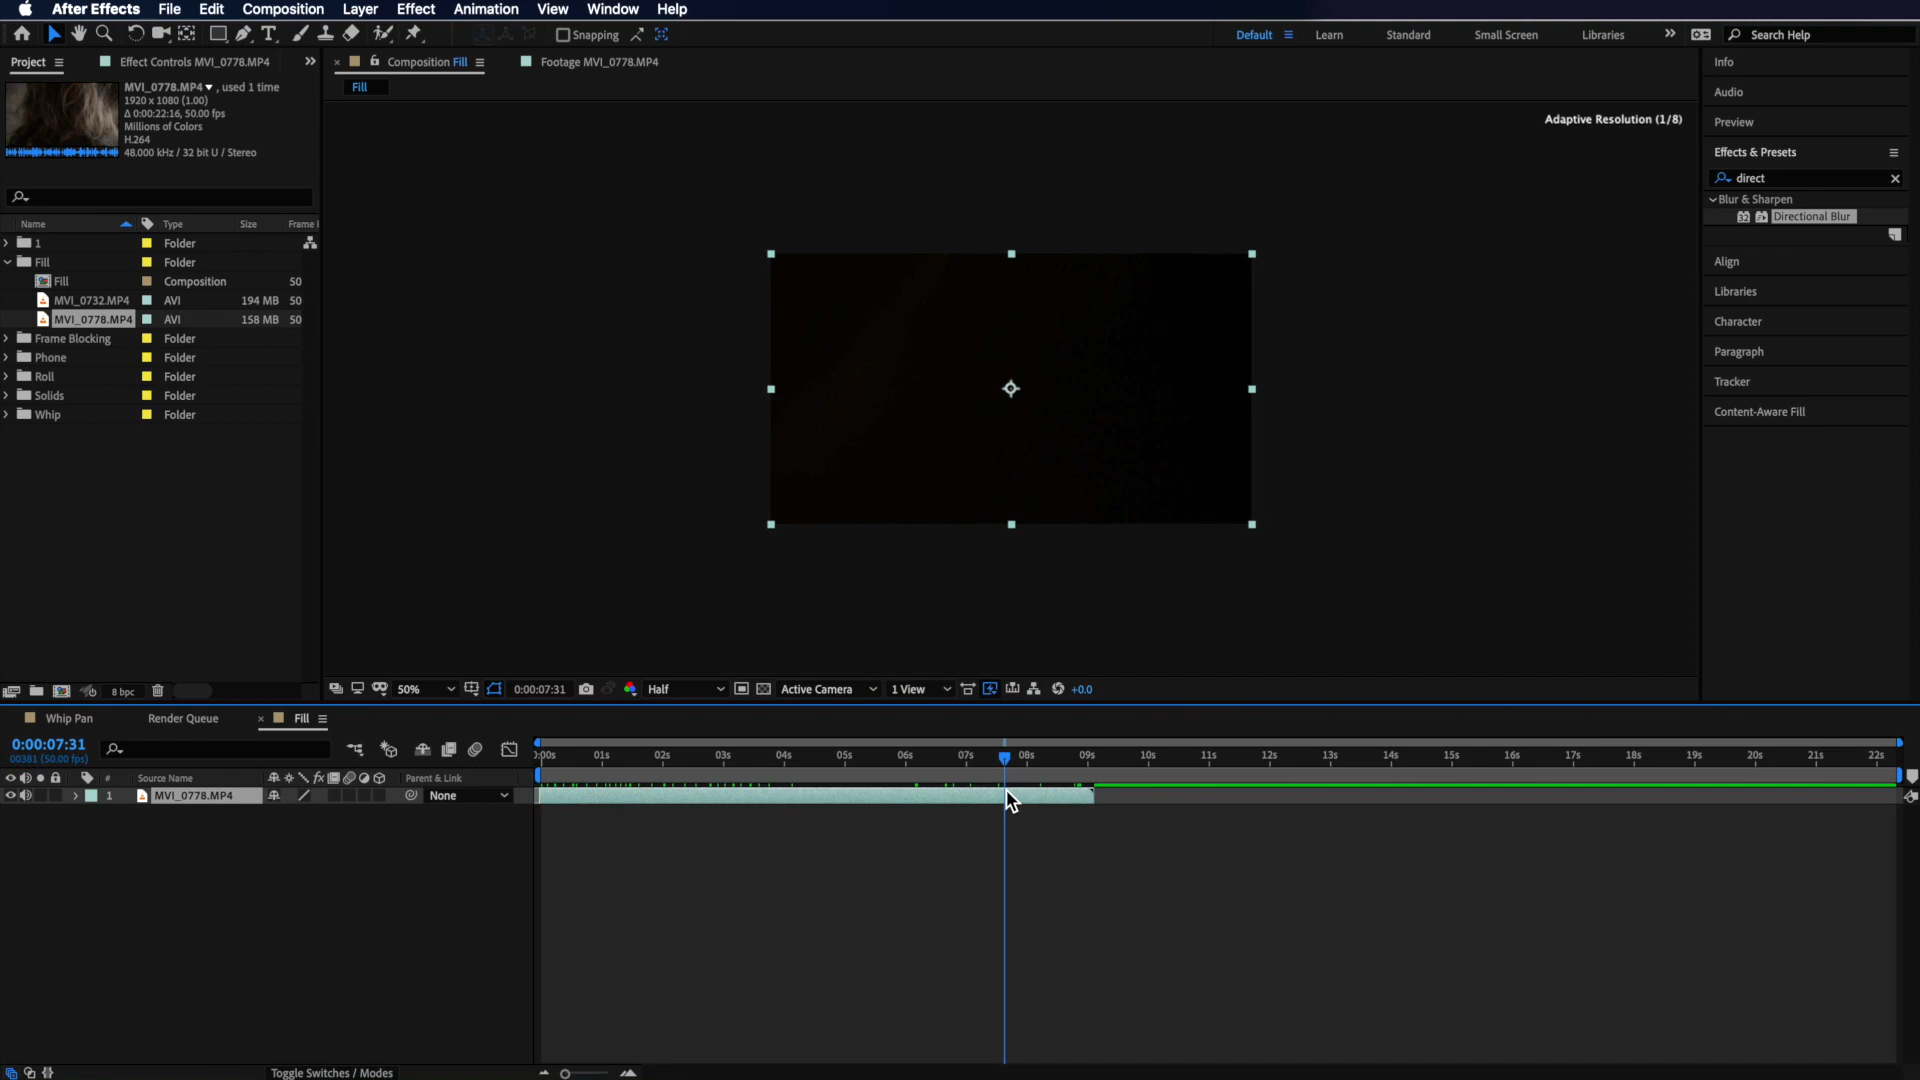 After Effects File Edit Composition Layer Effect Animation View Window Help
Snapping Default Learn Standard Small Screen Libraries Search Help
Project Effect Controls MVI_0778.MP4 Composition Fill Footage MVI_0778.MP4 Info
MVI_0778.MP4 , used 1 time Fill
1920 x 1080 (1.00)
Δ 0:00:22:16, 50.00 fps
Millions of Colors
H.264
48.000 kHz / 32 bit U / Stereo
Adaptive Resolution (1/8)
Audio
Preview
Effects & Presets
direct
Blur & Sharpen
32 Directional Blur
Align
Libraries
Character
Paragraph
Tracker
Content-Aware Fill
Name Type Size Frame
1 Folder
Fill Folder
Fill Composition 50
MVI_0732.MP4 AVI 194 MB 50
MVI_0778.MP4 AVI 158 MB 50
Frame Blocking Folder
Phone Folder
Roll Folder
Solids Folder
Whip Folder
8 bpc 50% 0:00:07:31 Half Active Camera 1 View +0.0
Whip Pan Render Queue Fill
0:00:07:31
00381 (50.00 fps)
:00s 01s 02s 03s 04s 05s 06s 07s 08s 09s 10s 11s 12s 13s 14s 15s 16s 17s 18s 19s 20s 21s 22s
# Source Name fx Parent & Link
1 MVI_0778.MP4 None
Toggle Switches / Modes